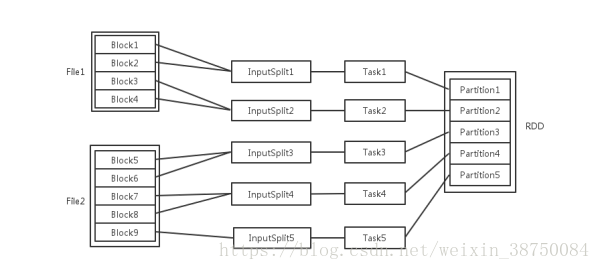 File1
Block1
Block2
Block3
Block4
File2
Block5
Block6
Block7
Block8
Block9
InputSplit1
InputSplit2
InputSplit3
InputSplit4
InputSplit5
Task1
Task2
Task3
Task4
Task5
Partition1
Partition2
Partition3
Partition4
Partition5
RDD
https://blog.csdn.net/weixin_38750084